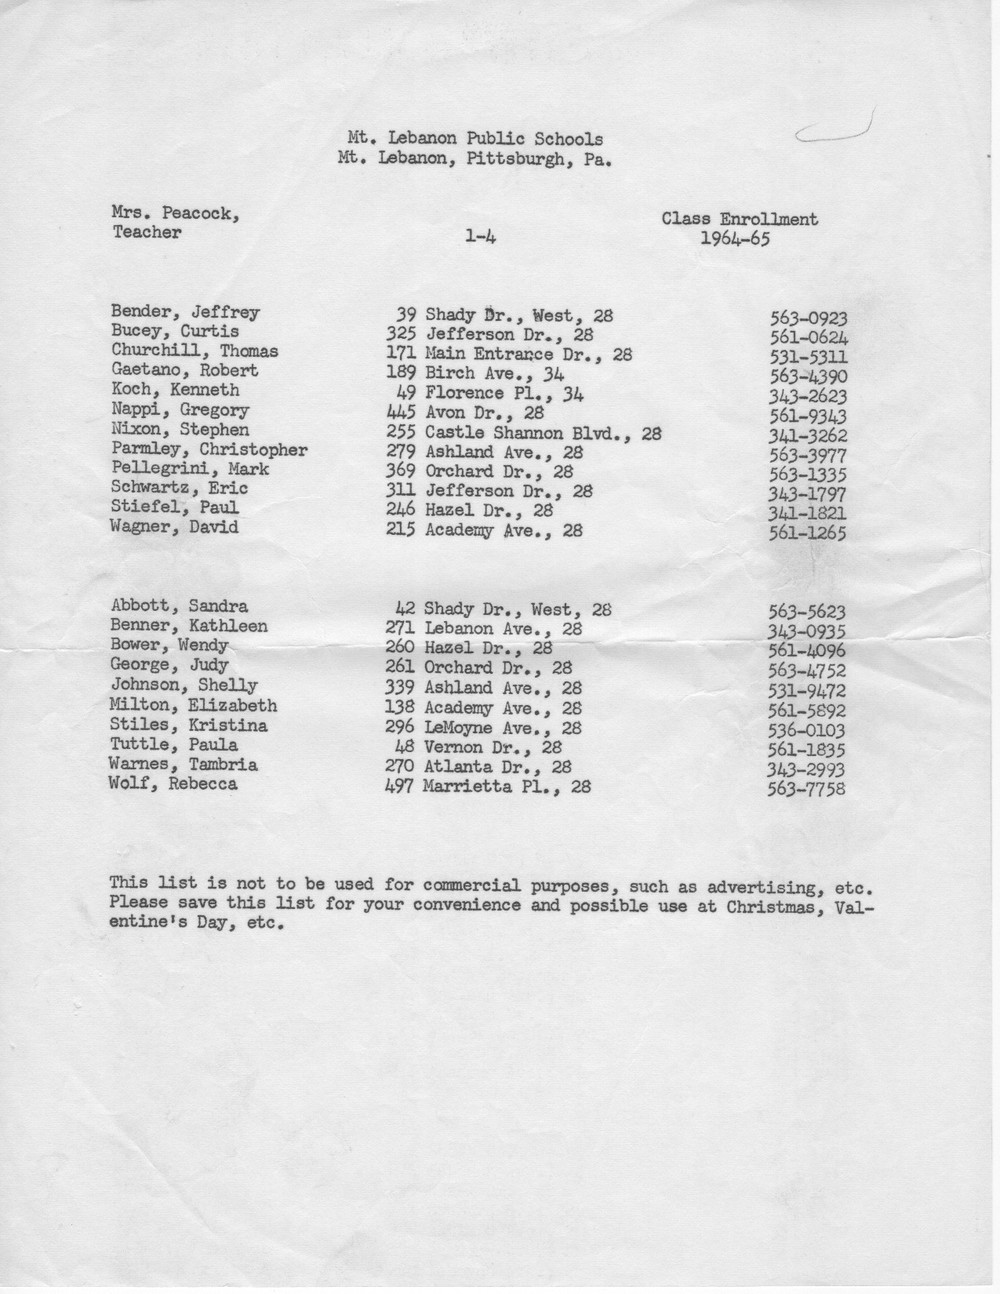 Mt. Lebanon Public Schools
Mt. Lebanon, Pittsburgh, Pa.
Mrs. Peacock,
Teacher
1-4
Class Enrollment
1964-65
Bender, Jeffrey 39 Shady Dr., West, 28 563-0923
Bucey, Curtis 325 Jefferson Dr., 28 561-0624
Churchill, Thomas 171 Main Entrance Dr., 28 531-5311
Gaetano, Robert 189 Birch Ave., 34 563-4390
Koch, Kenneth 49 Florence Pl., 34 343-2623
Nappi, Gregory 445 Avon Dr., 28 561-9343
Nixon, Stephen 255 Castle Shannon Blvd., 28 341-3262
Parmley, Christopher 279 Ashland Ave., 28 563-3977
Pellegrini, Mark 369 Orchard Dr., 28 563-1335
Schwartz, Eric 311 Jefferson Dr., 28 343-1797
Stiefel, Paul 246 Hazel Dr., 28 341-1821
Wagner, David 215 Academy Ave., 28 561-1265
Abbott, Sandra 42 Shady Dr., West, 28 563-5623
Benner, Kathleen 271 Lebanon Ave., 28 343-0935
Bower, Wendy 260 Hazel Dr., 28 561-4096
George, Judy 261 Orchard Dr., 28 563-4752
Johnson, Shelly 339 Ashland Ave., 28 531-9472
Milton, Elizabeth 138 Academy Ave., 28 561-5892
Stiles, Kristina 296 LeMoyne Ave., 28 536-0103
Tuttle, Paula 48 Vernon Dr., 28 561-1835
Warnes, Tambria 270 Atlanta Dr., 28 343-2993
Wolf, Rebecca 497 Marrietta Pl., 28 563-7758
This list is not to be used for commercial purposes, such as advertising, etc.
Please save this list for your convenience and possible use at Christmas, Val-
entine's Day, etc.